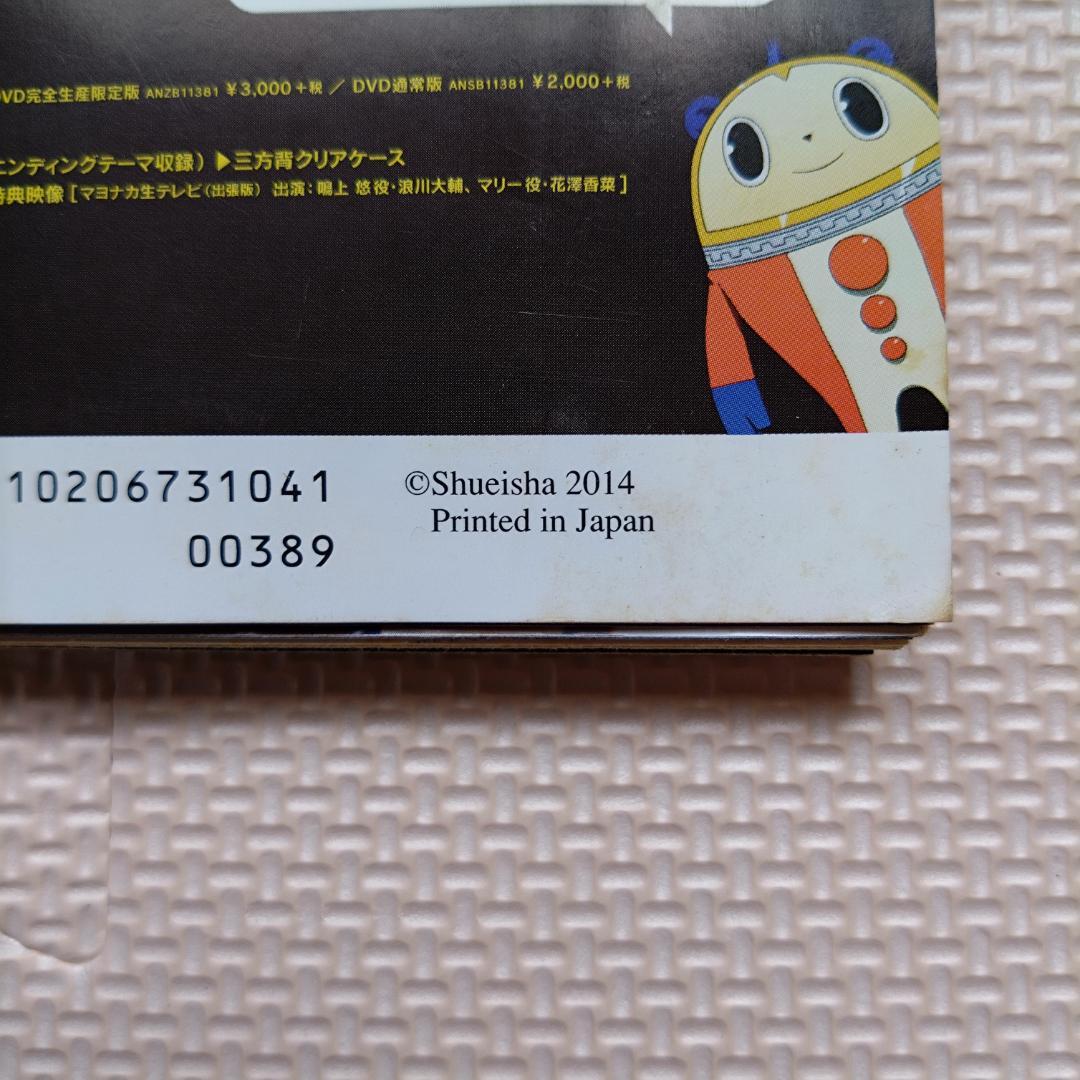 DVD完全生産限定版 ANZB11381 ¥3,000+税 / DVD通常版 ANSB11381 ¥2,000+税
エンディングテーマ収録) ▶三方背クリアケース
特典映像 [マヨナカ生テレビ(出張版) 出演:鳴上 悠役・浪川大輔、マリー役・花澤香菜]
10206731041
00389
©Shueisha 2014
Printed in Japan